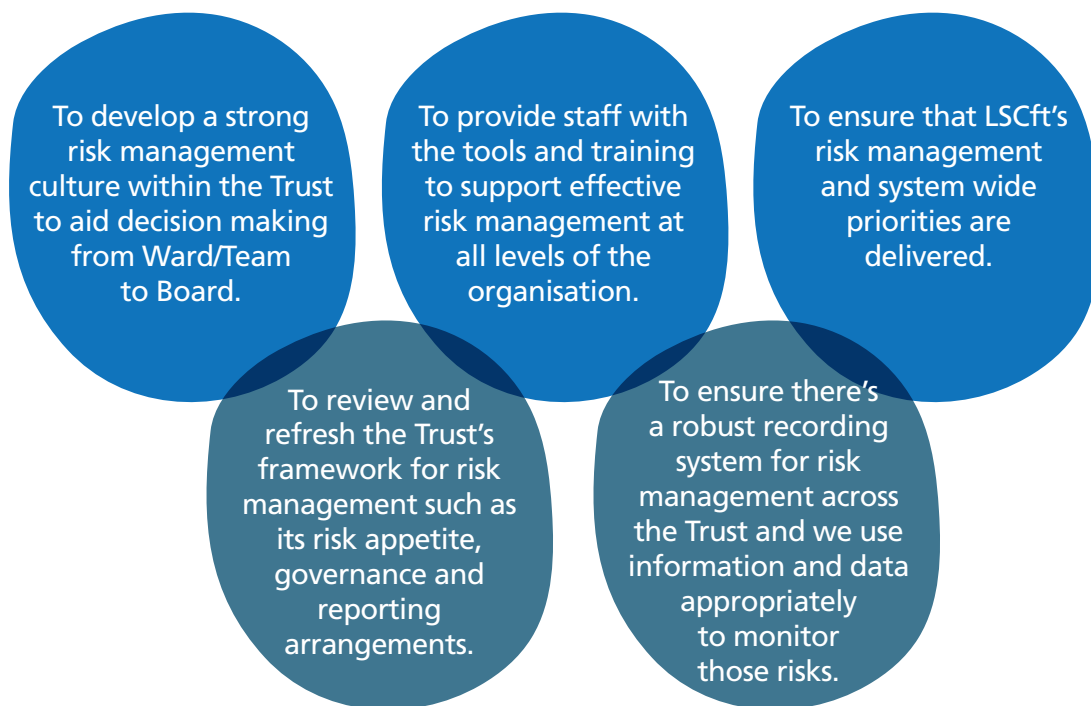 To develop a strong
risk management
culture within the Trust
to aid decision making
from Ward/Team
to Board.
To provide staff with
the tools and training
to support effective
risk management at
all levels of the
organisation.
To ensure that LSCft's
risk management
and system wide
priorities are
delivered.
To review and
refresh the Trust's
framework for risk
management such as
its risk appetite,
governance and
reporting
arrangements.
To ensure there's
a robust recording
system for risk
management across
the Trust and we use
information and data
appropriately
to monitor
those risks.